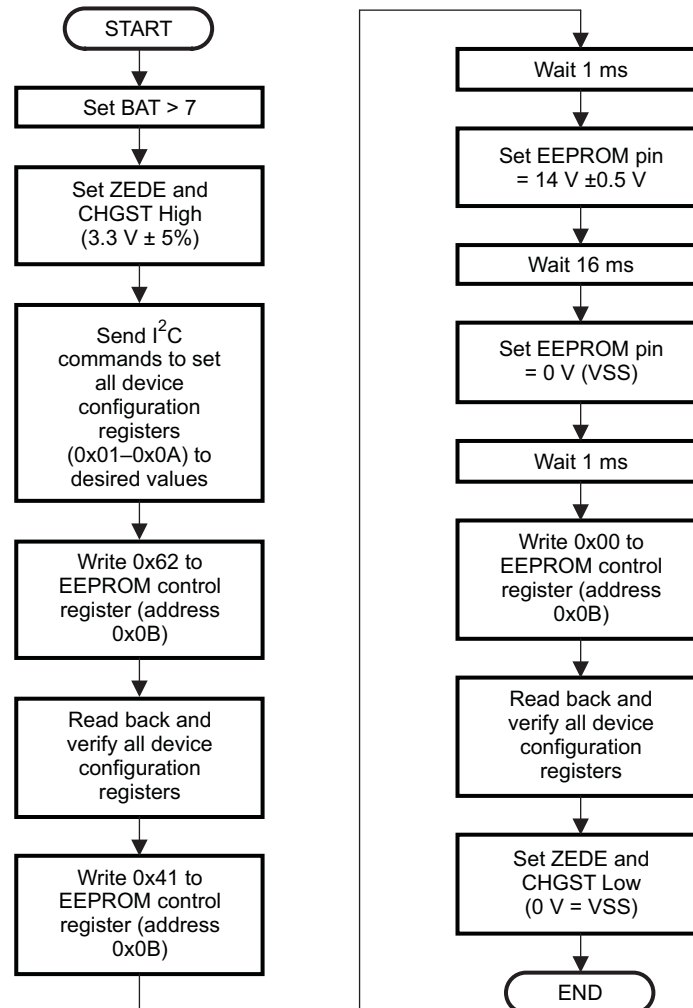 START
Set BAT > 7
Set ZEDE and
CHGST High
(3.3 V ± 5%)
Send I²C
commands to set
all device
configuration
registers
(0x01–0x0A) to
desired values
Write 0x62 to
EEPROM control
register (address
0x0B)
Read back and
verify all device
configuration
registers
Write 0x41 to
EEPROM control
register (address
0x0B)
Wait 1 ms
Set EEPROM pin
= 14 V ±0.5 V
Wait 16 ms
Set EEPROM pin
= 0 V (VSS)
Wait 1 ms
Write 0x00 to
EEPROM control
register (address
0x0B)
Read back and
verify all device
configuration
registers
Set ZEDE and
CHGST Low
(0 V = VSS)
END